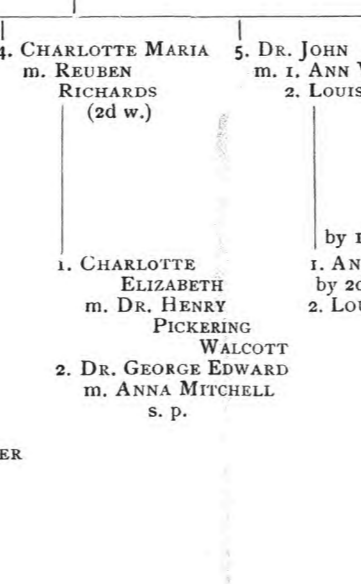 4. CHARLOTTE MARIA
m. REUBEN
RICHARDS
(2d w.)
1. CHARLOTTE
ELIZABETH
m. DR. HENRY
PICKERING
WALCOTT
2. DR. GEORGE EDWARD
m. ANNA MITCHELL
s. p.
5. DR. JOHN
m. 1. ANN
2. LOUIS
by 1
1. AN
by 2d
2. LOU
ER